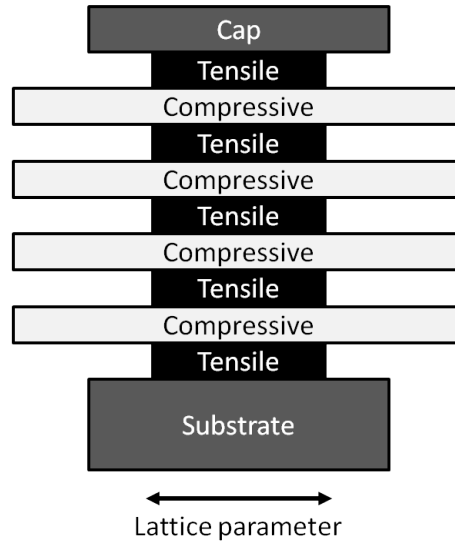 Cap
Tensile
Compressive
Tensile
Compressive
Tensile
Compressive
Tensile
Compressive
Tensile
Substrate
Lattice parameter